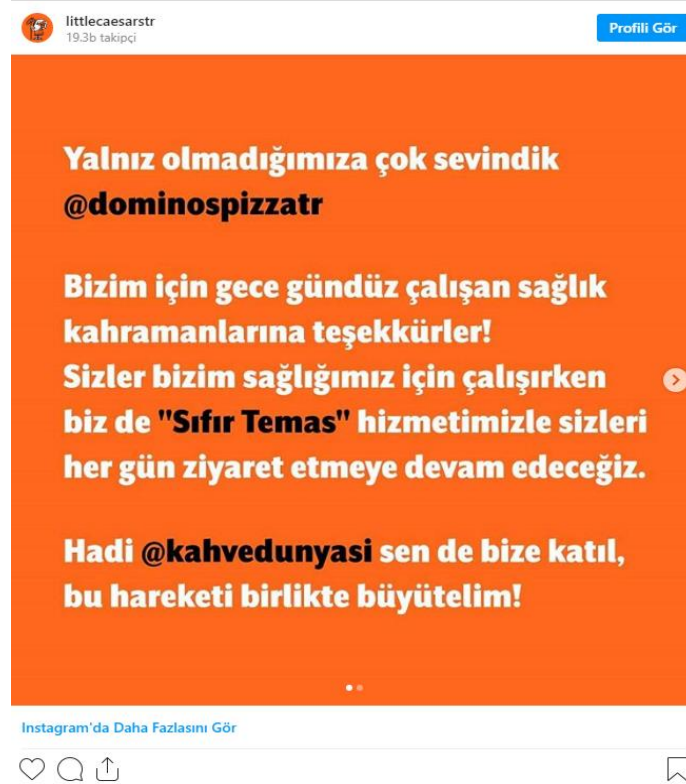 littlecaesarstr
19.3b takipçi
Profili Gör
Yalnız olmadığımıza çok sevindik
@dominospizzatr
Bizim için gece gündüz çalışan sağlık
kahramanlarına teşekkürler!
Sizler bizim sağlığımız için çalışırken
biz de "Sıfır Temas" hizmetimizle sizleri
her gün ziyaret etmeye devam edeceğiz.
Hadi @kahvedunyasi sen de bize katıl,
bu hareketi birlikte büyütelim!
Instagram'da Daha Fazlasını Gör